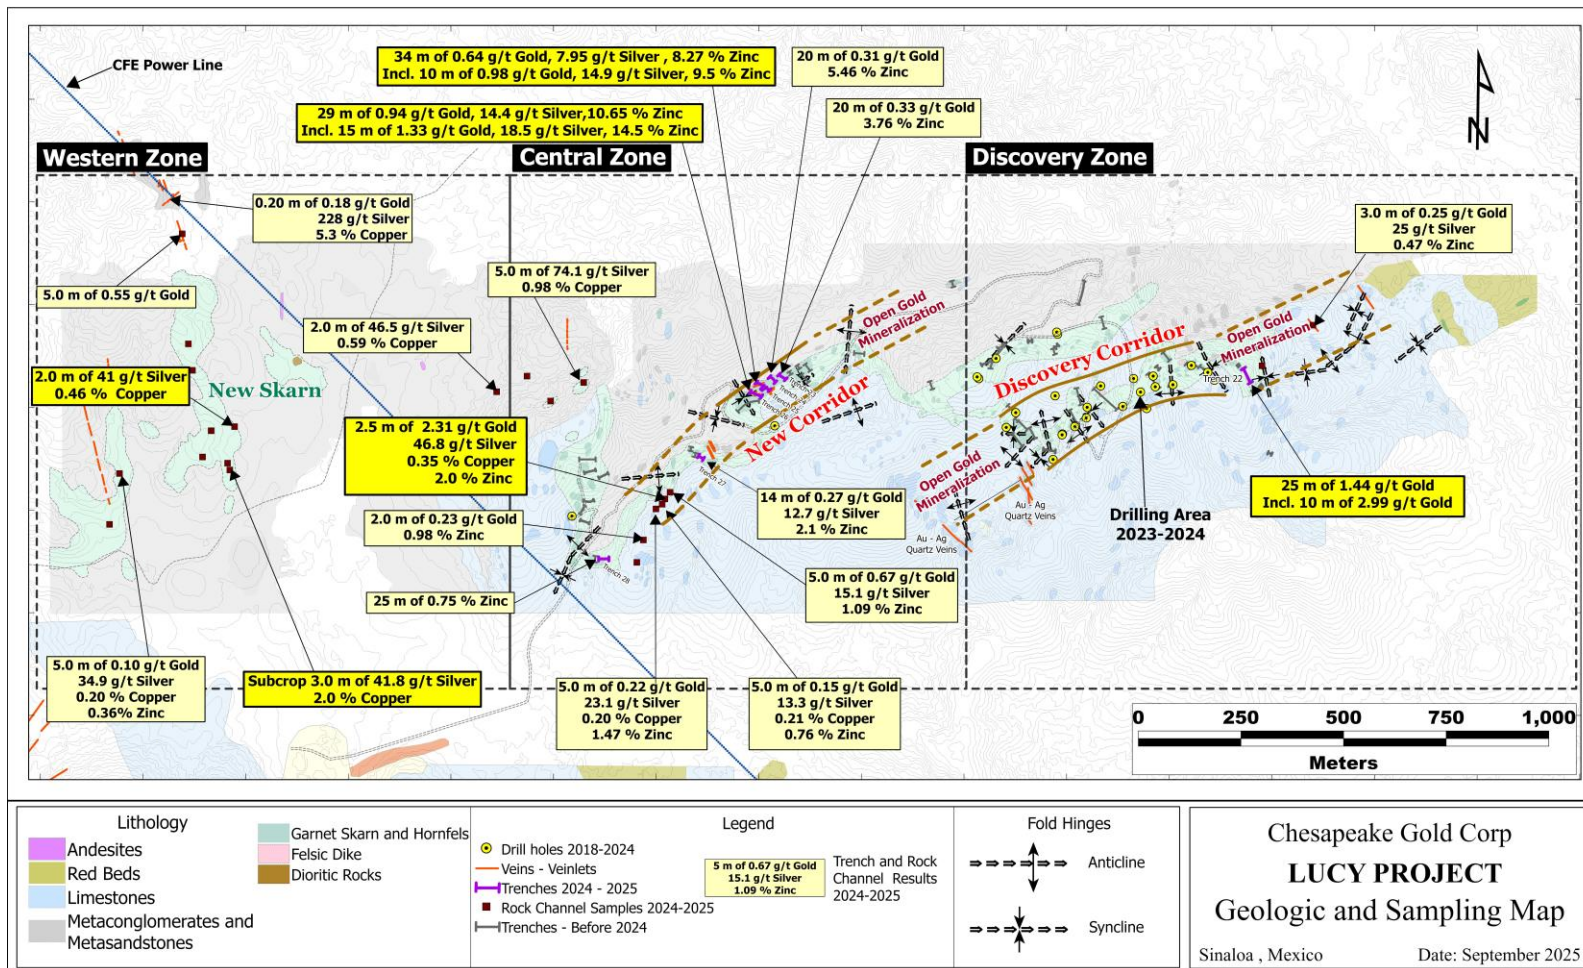 CFE Power Line
34 m of 0.64 g/t Gold, 7.95 g/t Silver , 8.27 % Zinc
Incl. 10 m of 0.98 g/t Gold, 14.9 g/t Silver, 9.5 % Zinc
20 m of 0.31 g/t Gold
5.46 % Zinc
29 m of 0.94 g/t Gold, 14.4 g/t Silver,10.65 % Zinc
Incl. 15 m of 1.33 g/t Gold, 18.5 g/t Silver, 14.5 % Zinc
20 m of 0.33 g/t Gold
3.76 % Zinc
N
Western Zone
Central Zone
Discovery Zone
0.20 m of 0.18 g/t Gold
228 g/t Silver
5.3 % Copper
3.0 m of 0.25 g/t Gold
25 g/t Silver
0.47 % Zinc
5.0 m of 0.55 g/t Gold
5.0 m of 74.1 g/t Silver
0.98 % Copper
2.0 m of 46.5 g/t Silver
0.59 % Copper
Open Gold
Mineralization
Open Gold
Mineralization
Discovery Corridor
2.0 m of 41 g/t Silver
0.46 % Copper
New Skarn
Trench 22
New Corridor
2.5 m of 2.31 g/t Gold
46.8 g/t Silver
0.35 % Copper
2.0 % Zinc
Trench 27
Open Gold
Mineralization
14 m of 0.27 g/t Gold
12.7 g/t Silver
2.1 % Zinc
25 m of 1.44 g/t Gold
Incl. 10 m of 2.99 g/t Gold
Au - Ag
Quartz Veins
Drilling Area
2023-2024
2.0 m of 0.23 g/t Gold
0.98 % Zinc
Au - Ag
Quartz Veins
Trench 28
25 m of 0.75 % Zinc
5.0 m of 0.67 g/t Gold
15.1 g/t Silver
1.09 % Zinc
5.0 m of 0.10 g/t Gold
34.9 g/t Silver
0.20 % Copper
0.36% Zinc
Subcrop 3.0 m of 41.8 g/t Silver
2.0 % Copper
5.0 m of 0.22 g/t Gold
23.1 g/t Silver
0.20 % Copper
1.47 % Zinc
5.0 m of 0.15 g/t Gold
13.3 g/t Silver
0.21 % Copper
0.76 % Zinc
0 250 500 750 1,000
Meters
Lithology
Andesites
Red Beds
Limestones
Metaconglomerates and
Metasandstones
Garnet Skarn and Hornfels
Felsic Dike
Dioritic Rocks
Legend
Drill holes 2018-2024
Veins - Veinlets
Trenches 2024 - 2025
Rock Channel Samples 2024-2025
Trenches - Before 2024
5 m of 0.67 g/t Gold
15.1 g/t Silver
1.09 % Zinc
Trench and Rock
Channel Results
2024-2025
Fold Hinges
Anticline
Syncline
Chesapeake Gold Corp
LUCY PROJECT
Geologic and Sampling Map
Sinaloa , Mexico Date: September 2025